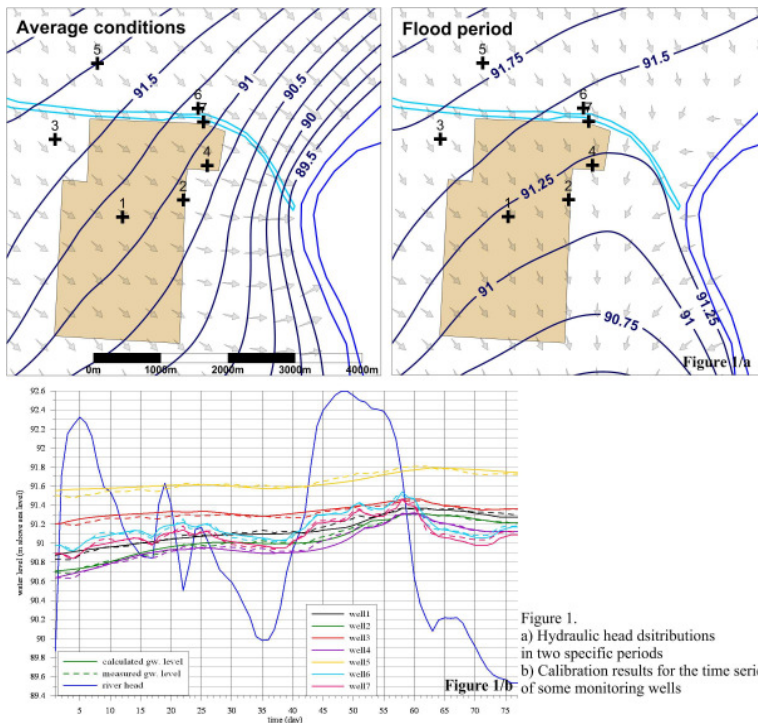 Average conditions
5
91.5
91
90.5
90
89.5
6
7
3
4
2
1
0m 1000m 2000m 3000m 4000m
Flood period
5
91.75
91.5
6
7
3
4
91.25
2
1
91
90.75
91.25
91
Figure 1/a
water level (m above sea level)
92.6
92.4
92.2
92
91.8
91.6
91.4
91.2
91
90.8
90.6
90.4
90.2
90
89.8
89.6
89.4
calculated gw. level
measured gw. level
river head
well1
well2
well3
well4
well5
well6
well7
Figure 1/b
5 10 15 20 25 30 35 40 45 50 55 60 65 70 75
time (day)
Figure 1.
a) Hydraulic head dsitributions
in two specific periods
b) Calibration results for the time serie
of some monitoring wells